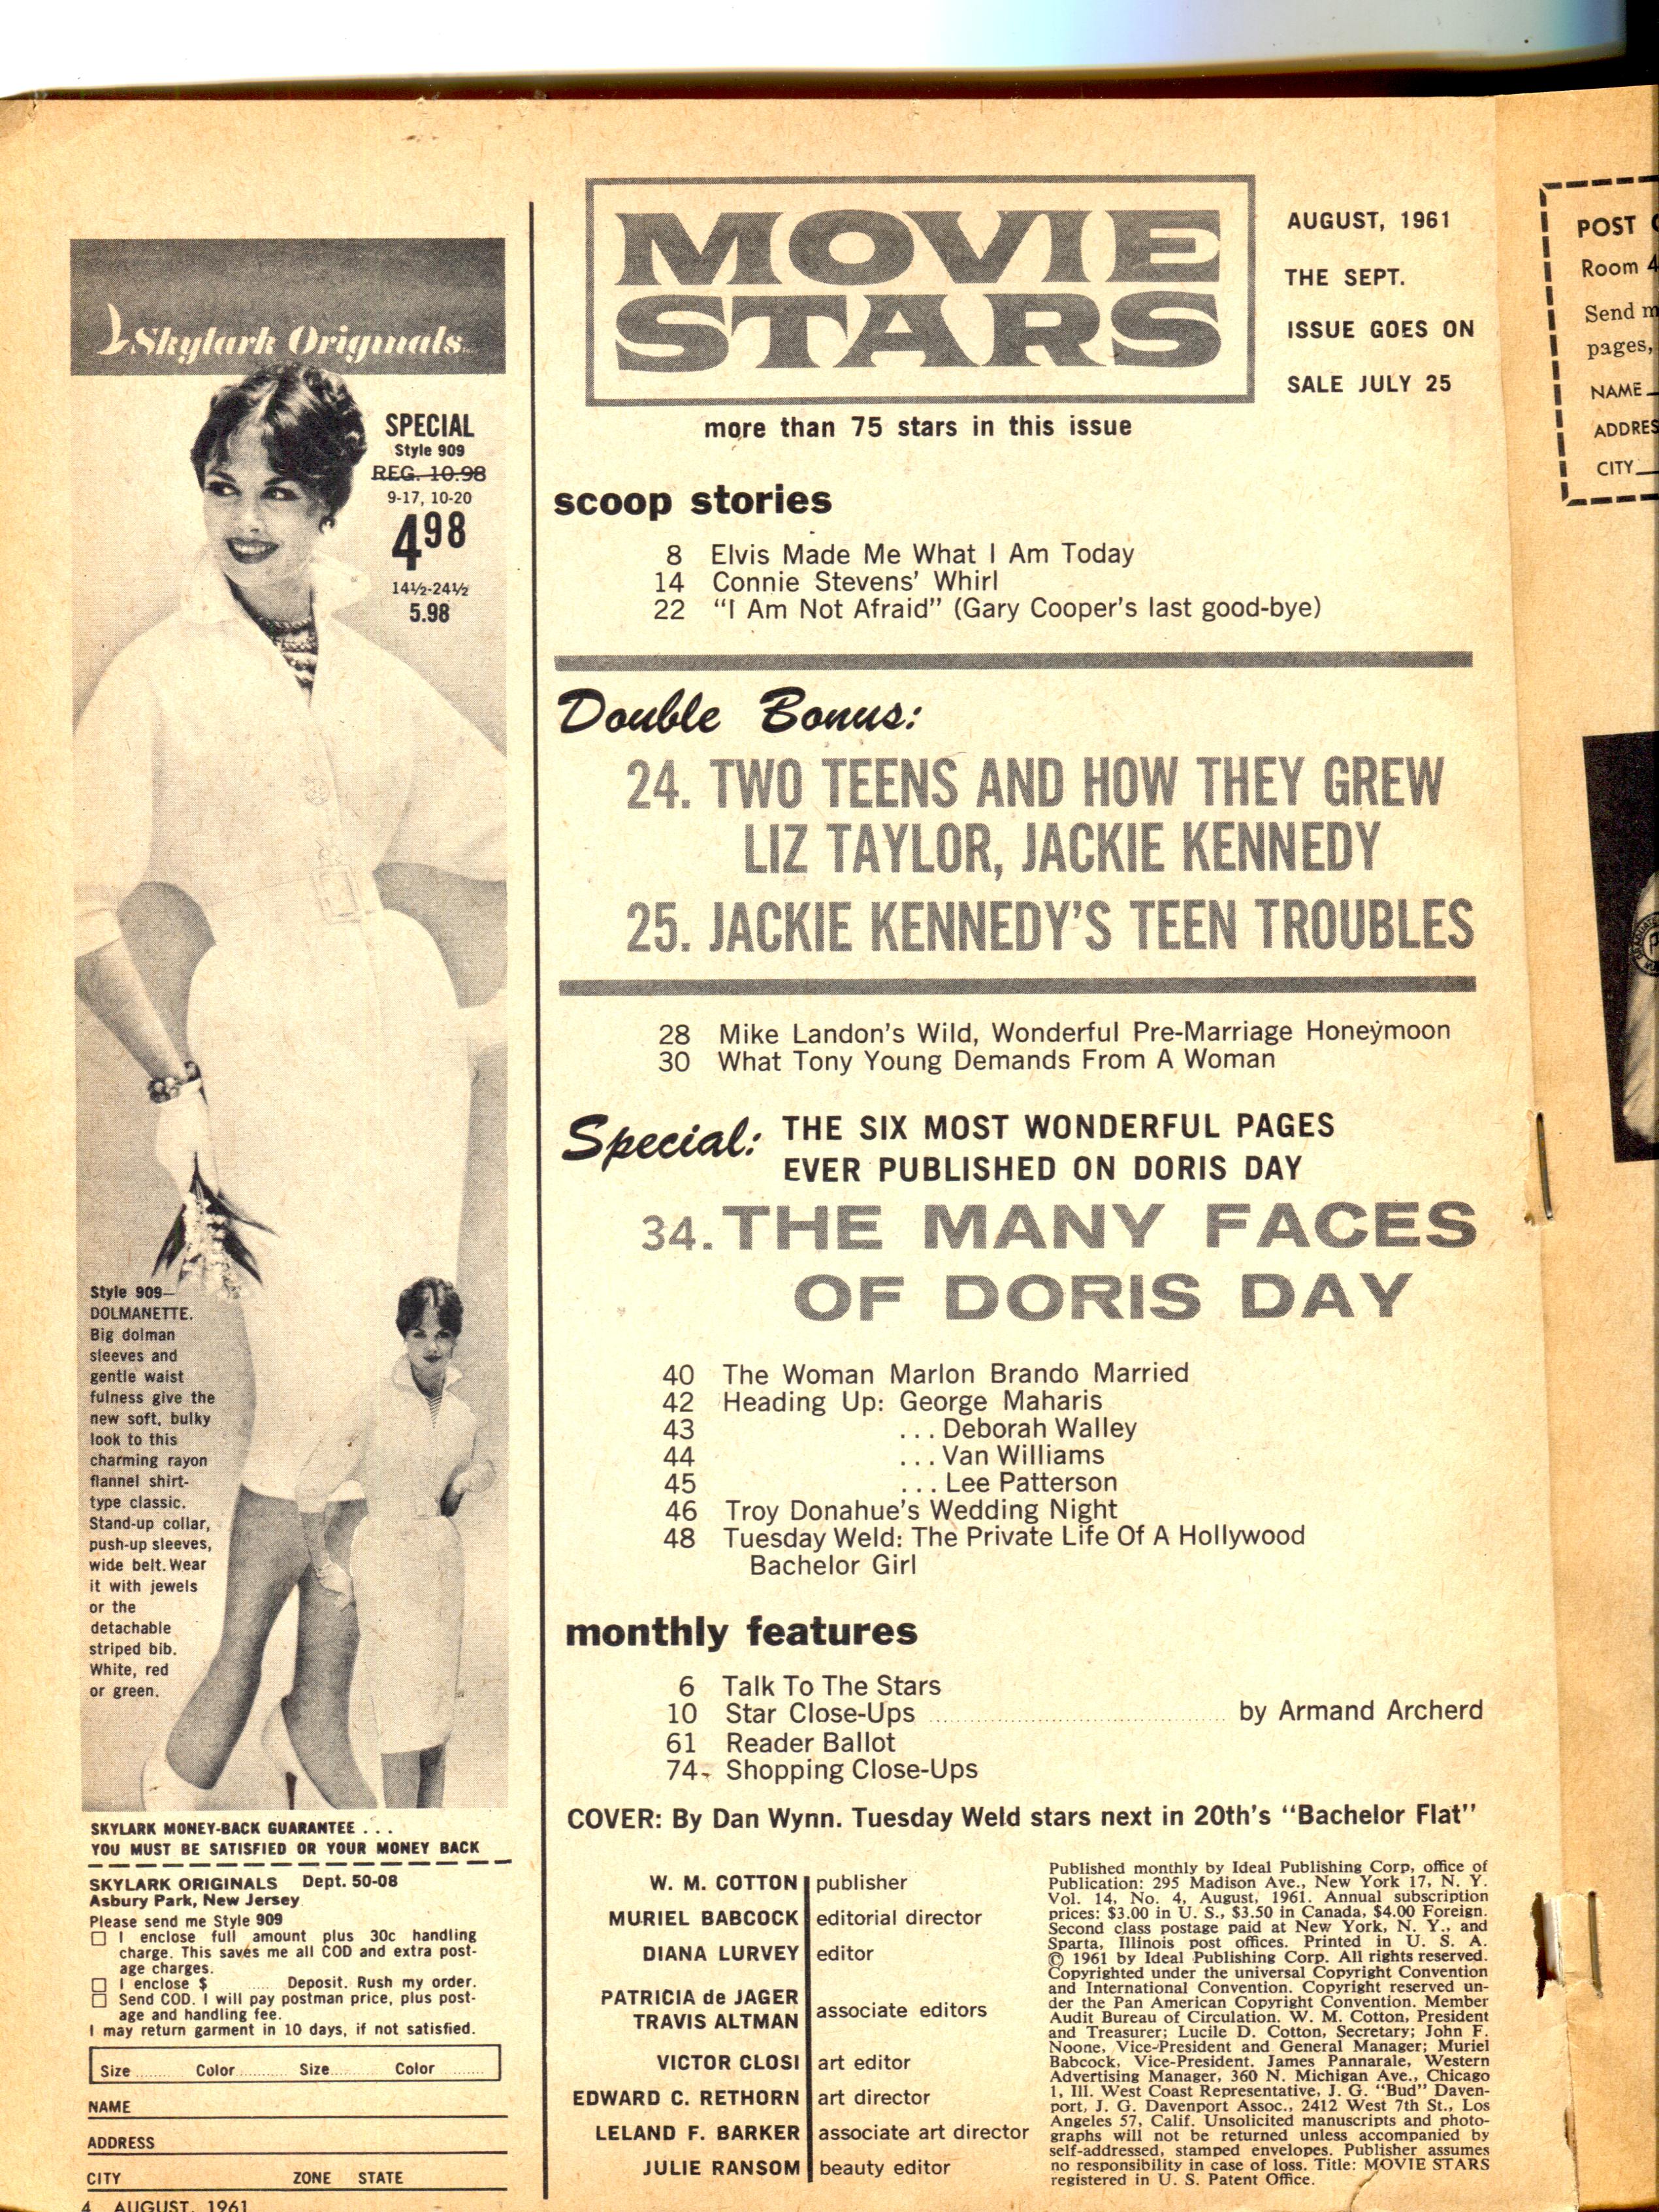 Skylark Originals
SPECIAL
Style 909
REG. 10.98
9-17, 10-20
4 98
14½-24½
5.98
Style 909—
DOLMANETTE.
Big dolman
sleeves and
gentle waist
fulness give the
new soft, bulky
look to this
charming rayon
flannel shirt-
type classic.
Stand-up collar,
push-up sleeves,
wide belt. Wear
it with jewels
or the
detachable
striped bib.
White, red
or green.
SKYLARK MONEY-BACK GUARANTEE . . .
YOU MUST BE SATISFIED OR YOUR MONEY BACK
SKYLARK ORIGINALS Dept. 50-08
Asbury Park, New Jersey
Please send me Style 909
I enclose full amount plus 30c handling
charge. This saves me all COD and extra post-
age charges.
I enclose $ ........ Deposit. Rush my order.
Send COD. I will pay postman price, plus post-
age and handling fee.
I may return garment in 10 days, if not satisfied.
Size........ Color........ Size........ Color........
NAME
ADDRESS
CITY ZONE STATE
4 AUGUST, 1961
MOVIE
STARS
AUGUST, 1961
THE SEPT.
ISSUE GOES ON
SALE JULY 25
more than 75 stars in this issue
scoop stories
8 Elvis Made Me What I Am Today
14 Connie Stevens' Whirl
22 "I Am Not Afraid" (Gary Cooper's last good-bye)
Double Bonus:
24. TWO TEENS AND HOW THEY GREW
LIZ TAYLOR, JACKIE KENNEDY
25. JACKIE KENNEDY'S TEEN TROUBLES
28 Mike Landon's Wild, Wonderful Pre-Marriage Honeymoon
30 What Tony Young Demands From A Woman
Special: THE SIX MOST WONDERFUL PAGES
EVER PUBLISHED ON DORIS DAY
34. THE MANY FACES
OF DORIS DAY
40 The Woman Marlon Brando Married
42 Heading Up: George Maharis
43 ... Deborah Walley
44 ... Van Williams
45 ... Lee Patterson
46 Troy Donahue's Wedding Night
48 Tuesday Weld: The Private Life Of A Hollywood
Bachelor Girl
monthly features
6 Talk To The Stars
10 Star Close-Ups ........ by Armand Archerd
61 Reader Ballot
74 Shopping Close-Ups
COVER: By Dan Wynn. Tuesday Weld stars next in 20th's "Bachelor Flat"
W. M. COTTON publisher
MURIEL BABCOCK editorial director
DIANA LURVEY editor
PATRICIA de JAGER
TRAVIS ALTMAN associate editors
VICTOR CLOSI art editor
EDWARD C. RETHORN art director
LELAND F. BARKER associate art director
JULIE RANSOM beauty editor
Published monthly by Ideal Publishing Corp, office of
Publication: 295 Madison Ave., New York 17, N. Y.
Vol. 14, No. 4, August, 1961. Annual subscription
prices: $3.00 in U. S., $3.50 in Canada, $4.00 Foreign.
Second class postage paid at New York, N. Y., and
Sparta, Illinois post offices. Printed in U. S. A.
© 1961 by Ideal Publishing Corp. All rights reserved.
Copyrighted under the universal Copyright Convention
and International Convention. Copyright reserved un-
der the Pan American Copyright Convention. Member
Audit Bureau of Circulation. W. M. Cotton, President
and Treasurer; Lucile D. Cotton, Secretary; John F.
Noone, Vice-President and General Manager; Muriel
Babcock, Vice-President. James Pannarale, Western
Advertising Manager, 360 N. Michigan Ave., Chicago
1, Ill. West Coast Representative, J. G. "Bud" Daven-
port, J. G. Davenport Assoc., 2412 West 7th St., Los
Angeles 57, Calif. Unsolicited manuscripts and photo-
graphs will not be returned unless accompanied by
self-addressed, stamped envelopes. Publisher assumes
no responsibility in case of loss. Title: MOVIE STARS
registered in U. S. Patent Office.
POST
Room 4
Send
pages,
NAME
ADDRES
CITY